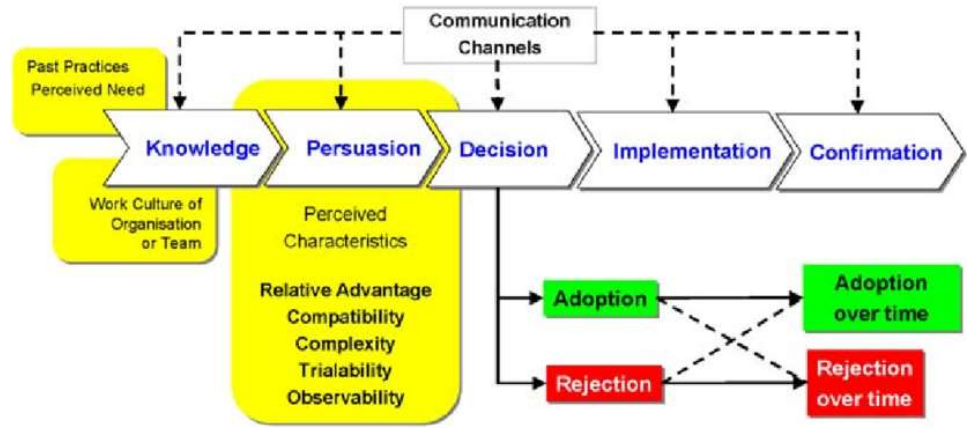 Communication
Channels
Past Practices
Perceived Need
Knowledge
Persuasion
Decision
Implementation
Confirmation
Work Culture of
Organisation
or Team
Perceived
Characteristics
Relative Advantage
Compatibility
Complexity
Trialability
Observability
Adoption
Adoption
over time
Rejection
Rejection
over time